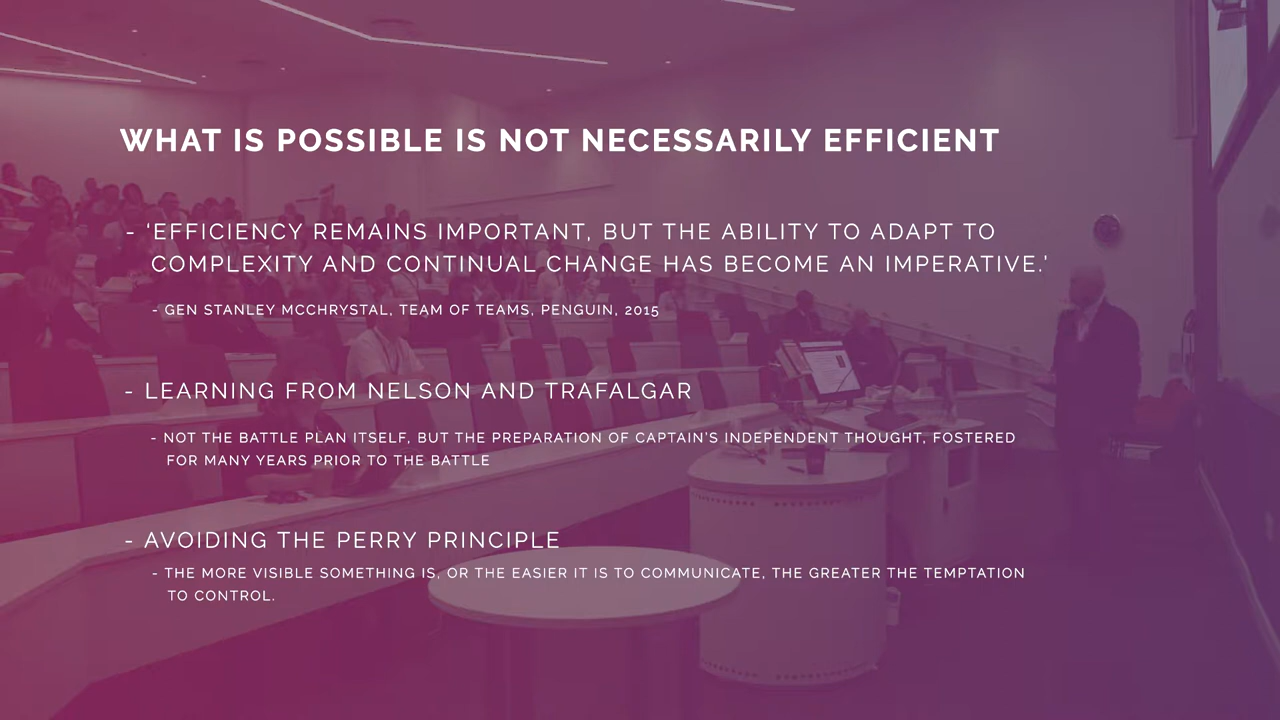 WHAT IS POSSIBLE IS NOT NECESSARILY EFFICIENT
- 'EFFICIENCY REMAINS IMPORTANT, BUT THE ABILITY TO ADAPT TO
COMPLEXITY AND CONTINUAL CHANGE HAS BECOME AN IMPERATIVE.'
- GEN STANLEY MCCHRYSTAL, TEAM OF TEAMS, PENGUIN, 2015
- LEARNING FROM NELSON AND TRAFALGAR
- NOT THE BATTLE PLAN ITSELF, BUT THE PREPARATION OF CAPTAIN'S INDEPENDENT THOUGHT, FOSTERED
FOR MANY YEARS PRIOR TO THE BATTLE
- AVOIDING THE PERRY PRINCIPLE
- THE MORE VISIBLE SOMETHING IS, OR THE EASIER IT IS TO COMMUNICATE, THE GREATER THE TEMPTATION
TO CONTROL.